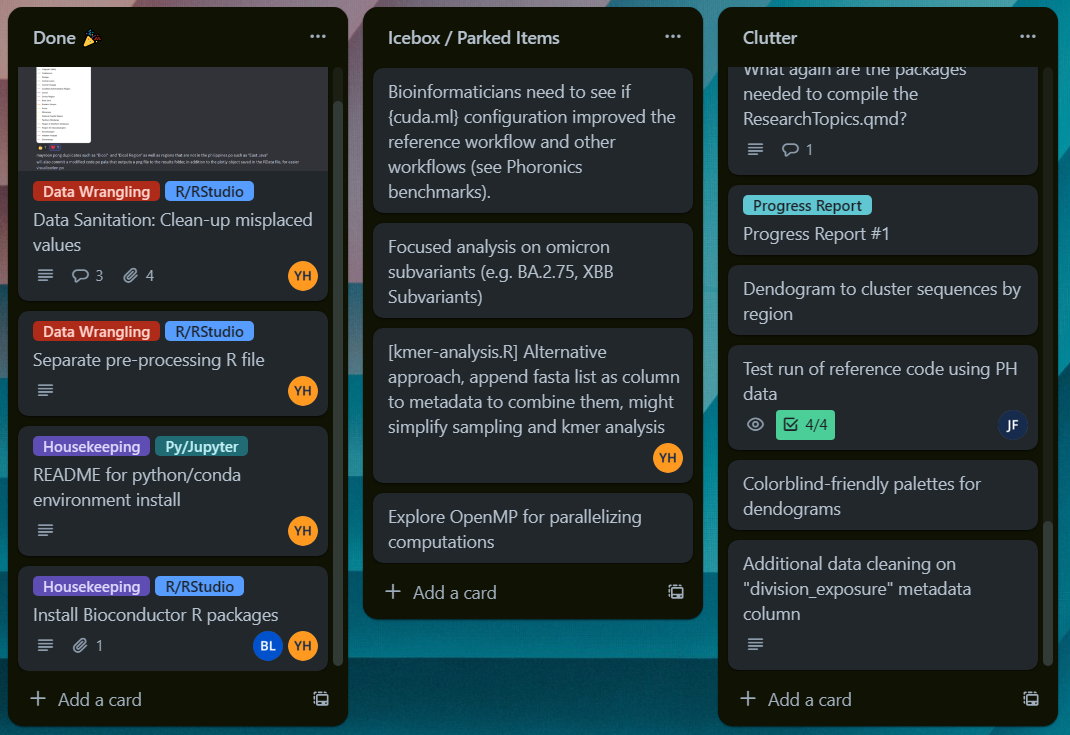 Done 🎉
Data Wrangling R/RStudio
Data Sanitation: Clean-up misplaced
values
3 4
YH
Data Wrangling R/RStudio
Separate pre-processing R file
YH
Housekeeping Py/Jupyter
README for python/conda
environment install
YH
Housekeeping R/RStudio
Install Bioconductor R packages
1 BL YH
+ Add a card
Icebox / Parked Items
Bioinformaticians need to see if
{cuda.ml} configuration improved the
reference workflow and other
workflows (see Phoronics
benchmarks).
Focused analysis on omicron
subvariants (e.g. BA.2.75, XBB
Subvariants)
[kmer-analysis.R] Alternative
approach, append fasta list as column
to metadata to combine them, might
simplify sampling and kmer analysis
YH
Explore OpenMP for parallelizing
computations
+ Add a card
Clutter
What again are the packages
needed to compile the
ResearchTopics.qmd?
1
Progress Report
Progress Report #1
Dendogram to cluster sequences by
region
Test run of reference code using PH
data
4/4 JF
Colorblind-friendly palettes for
dendograms
Additional data cleaning on
"division_exposure" metadata
column
+ Add a card